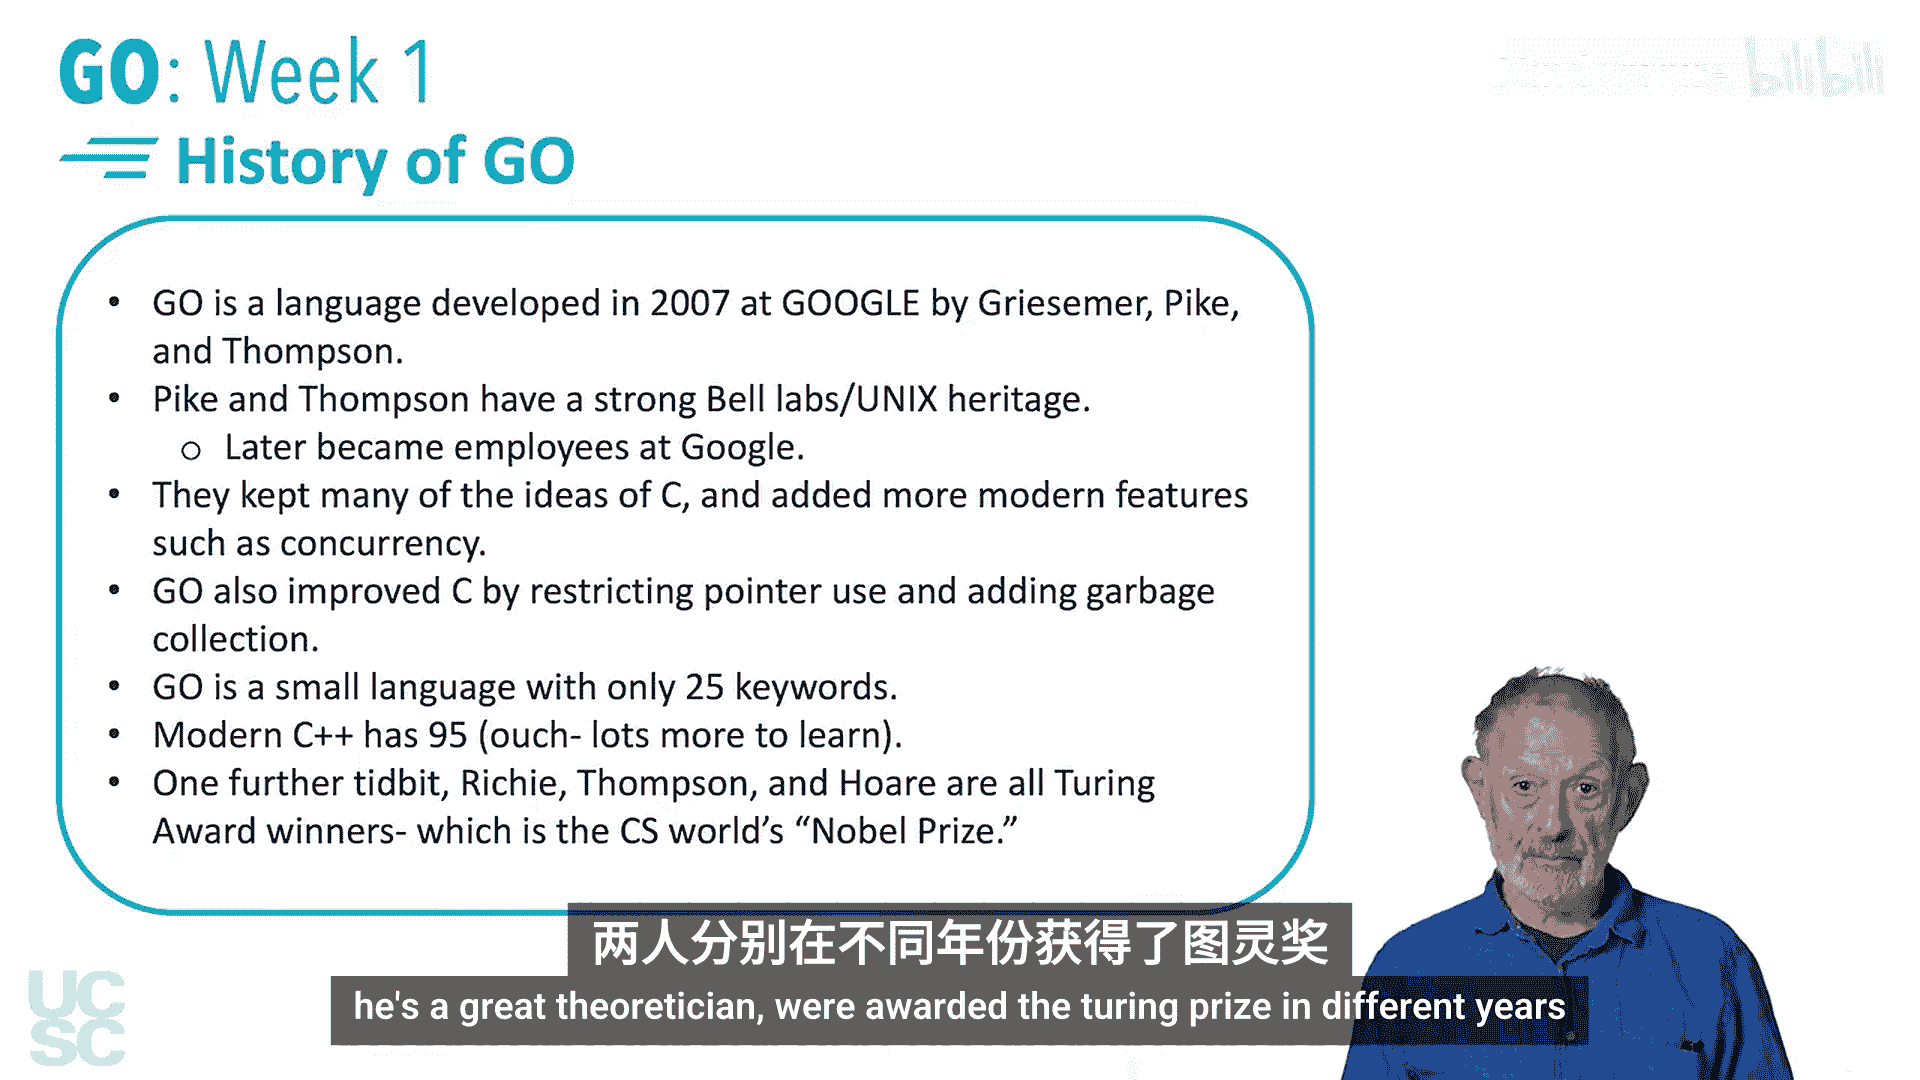 GO: Week 1
bilibili
History of GO
• GO is a language developed in 2007 at GOOGLE by Griesemer, Pike,
and Thompson.
• Pike and Thompson have a strong Bell labs/UNIX heritage.
o Later became employees at Google.
• They kept many of the ideas of C, and added more modern features
such as concurrency.
• GO also improved C by restricting pointer use and adding garbage
collection.
• GO is a small language with only 25 keywords.
• Modern C++ has 95 (ouch- lots more to learn).
• One further tidbit, Richie, Thompson, and Hoare are all Turing
Award winners- which is the CS world’s “Nobel Prize.”
两人分别在不同年份获得了图灵奖
he's a great theoretician, were awarded the turing prize in different years
UC
SC